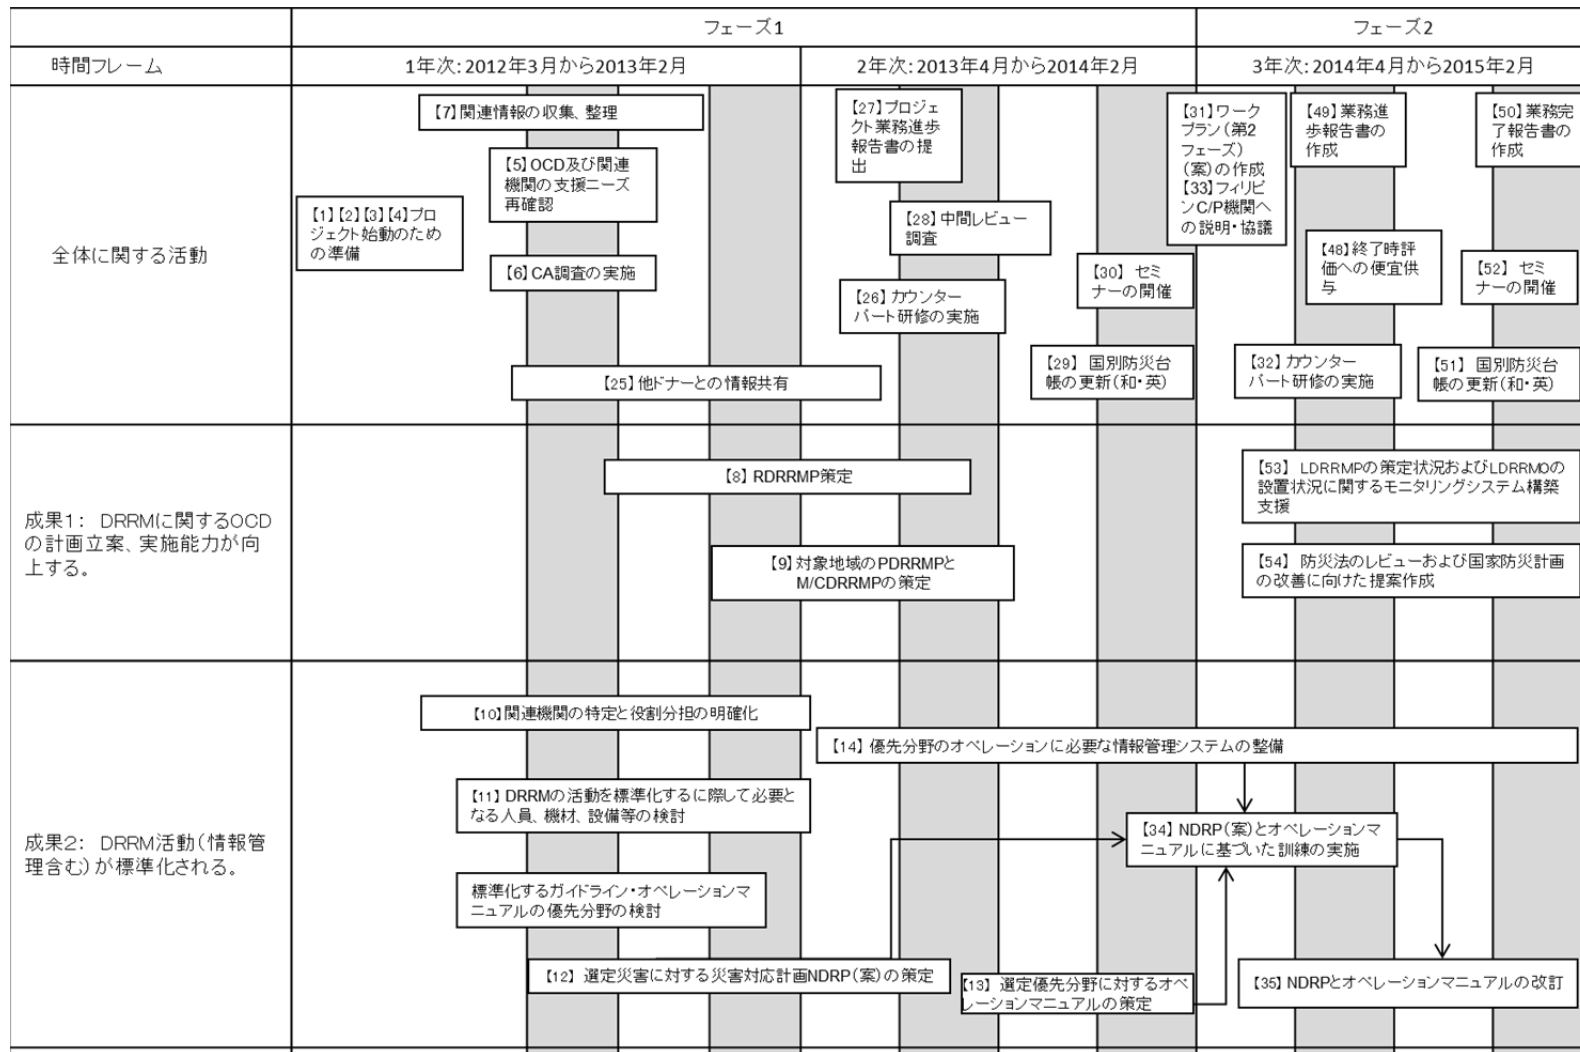 フェーズ1
フェーズ2
時間フレーム
1年次:2012年3月から2013年2月
2年次:2013年4月から2014年2月
3年次:2014年4月から2015年2月
全体に関する活動
【7】関連情報の収集、整理
【5】OCD及び関連
機関の支援ニーズ
再確認
【1】【2】【3】【4】プロ
ジェクト始動のため
の準備
【6】CA調査の実施
【25】他ドナーとの情報共有
【27】プロジェ
クト業務進歩
報告書の提
出
【28】中間レビュー
調査
【26】カウンター
パート研修の実施
【30】 セミ
ナーの開催
【29】 国別防災台
帳の更新(和・英)
【31】ワーク
プラン(第2
フェーズ)
(案)の作成
【33】フィリピ
ンC/P機関へ
の説明・協議
【49】業務進
歩報告書の
作成
【50】業務完
了報告書の
作成
【48】終了時評
価への便宜供
与
【52】 セミ
ナーの開催
【32】カウンター
パート研修の実施
【51】 国別防災台
帳の更新(和・英)
成果1: DRRMに関するOCD
の計画立案、実施能力が向
上する。
【8】RDRRMP策定
【9】対象地域のPDRRMPと
M/CDRRMPの策定
【53】 LDRRMPの策定状況およびLDRRMOの
設置状況に関するモニタリングシステム構築
支援
【54】 防災法のレビューおよび国家防災計画
の改善に向けた提案作成
成果2: DRRM活動(情報管
理含む)が標準化される。
【10】関連機関の特定と役割分担の明確化
【14】優先分野のオペレーションに必要な情報管理システムの整備
【11】DRRMの活動を標準化するに際して必要と
なる人員、機材、設備等の検討
【34】NDRP(案)とオペレーションマ
ニュアルに基づいた訓練の実施
標準化するガイドライン・オペレーションマ
ニュアルの優先分野の検討
【12】 選定災害に対する災害対応計画NDRP(案)の策定
【13】 選定優先分野に対するオペ
レーションマニュアルの策定
【35】NDRPとオペレーションマニュアルの改訂